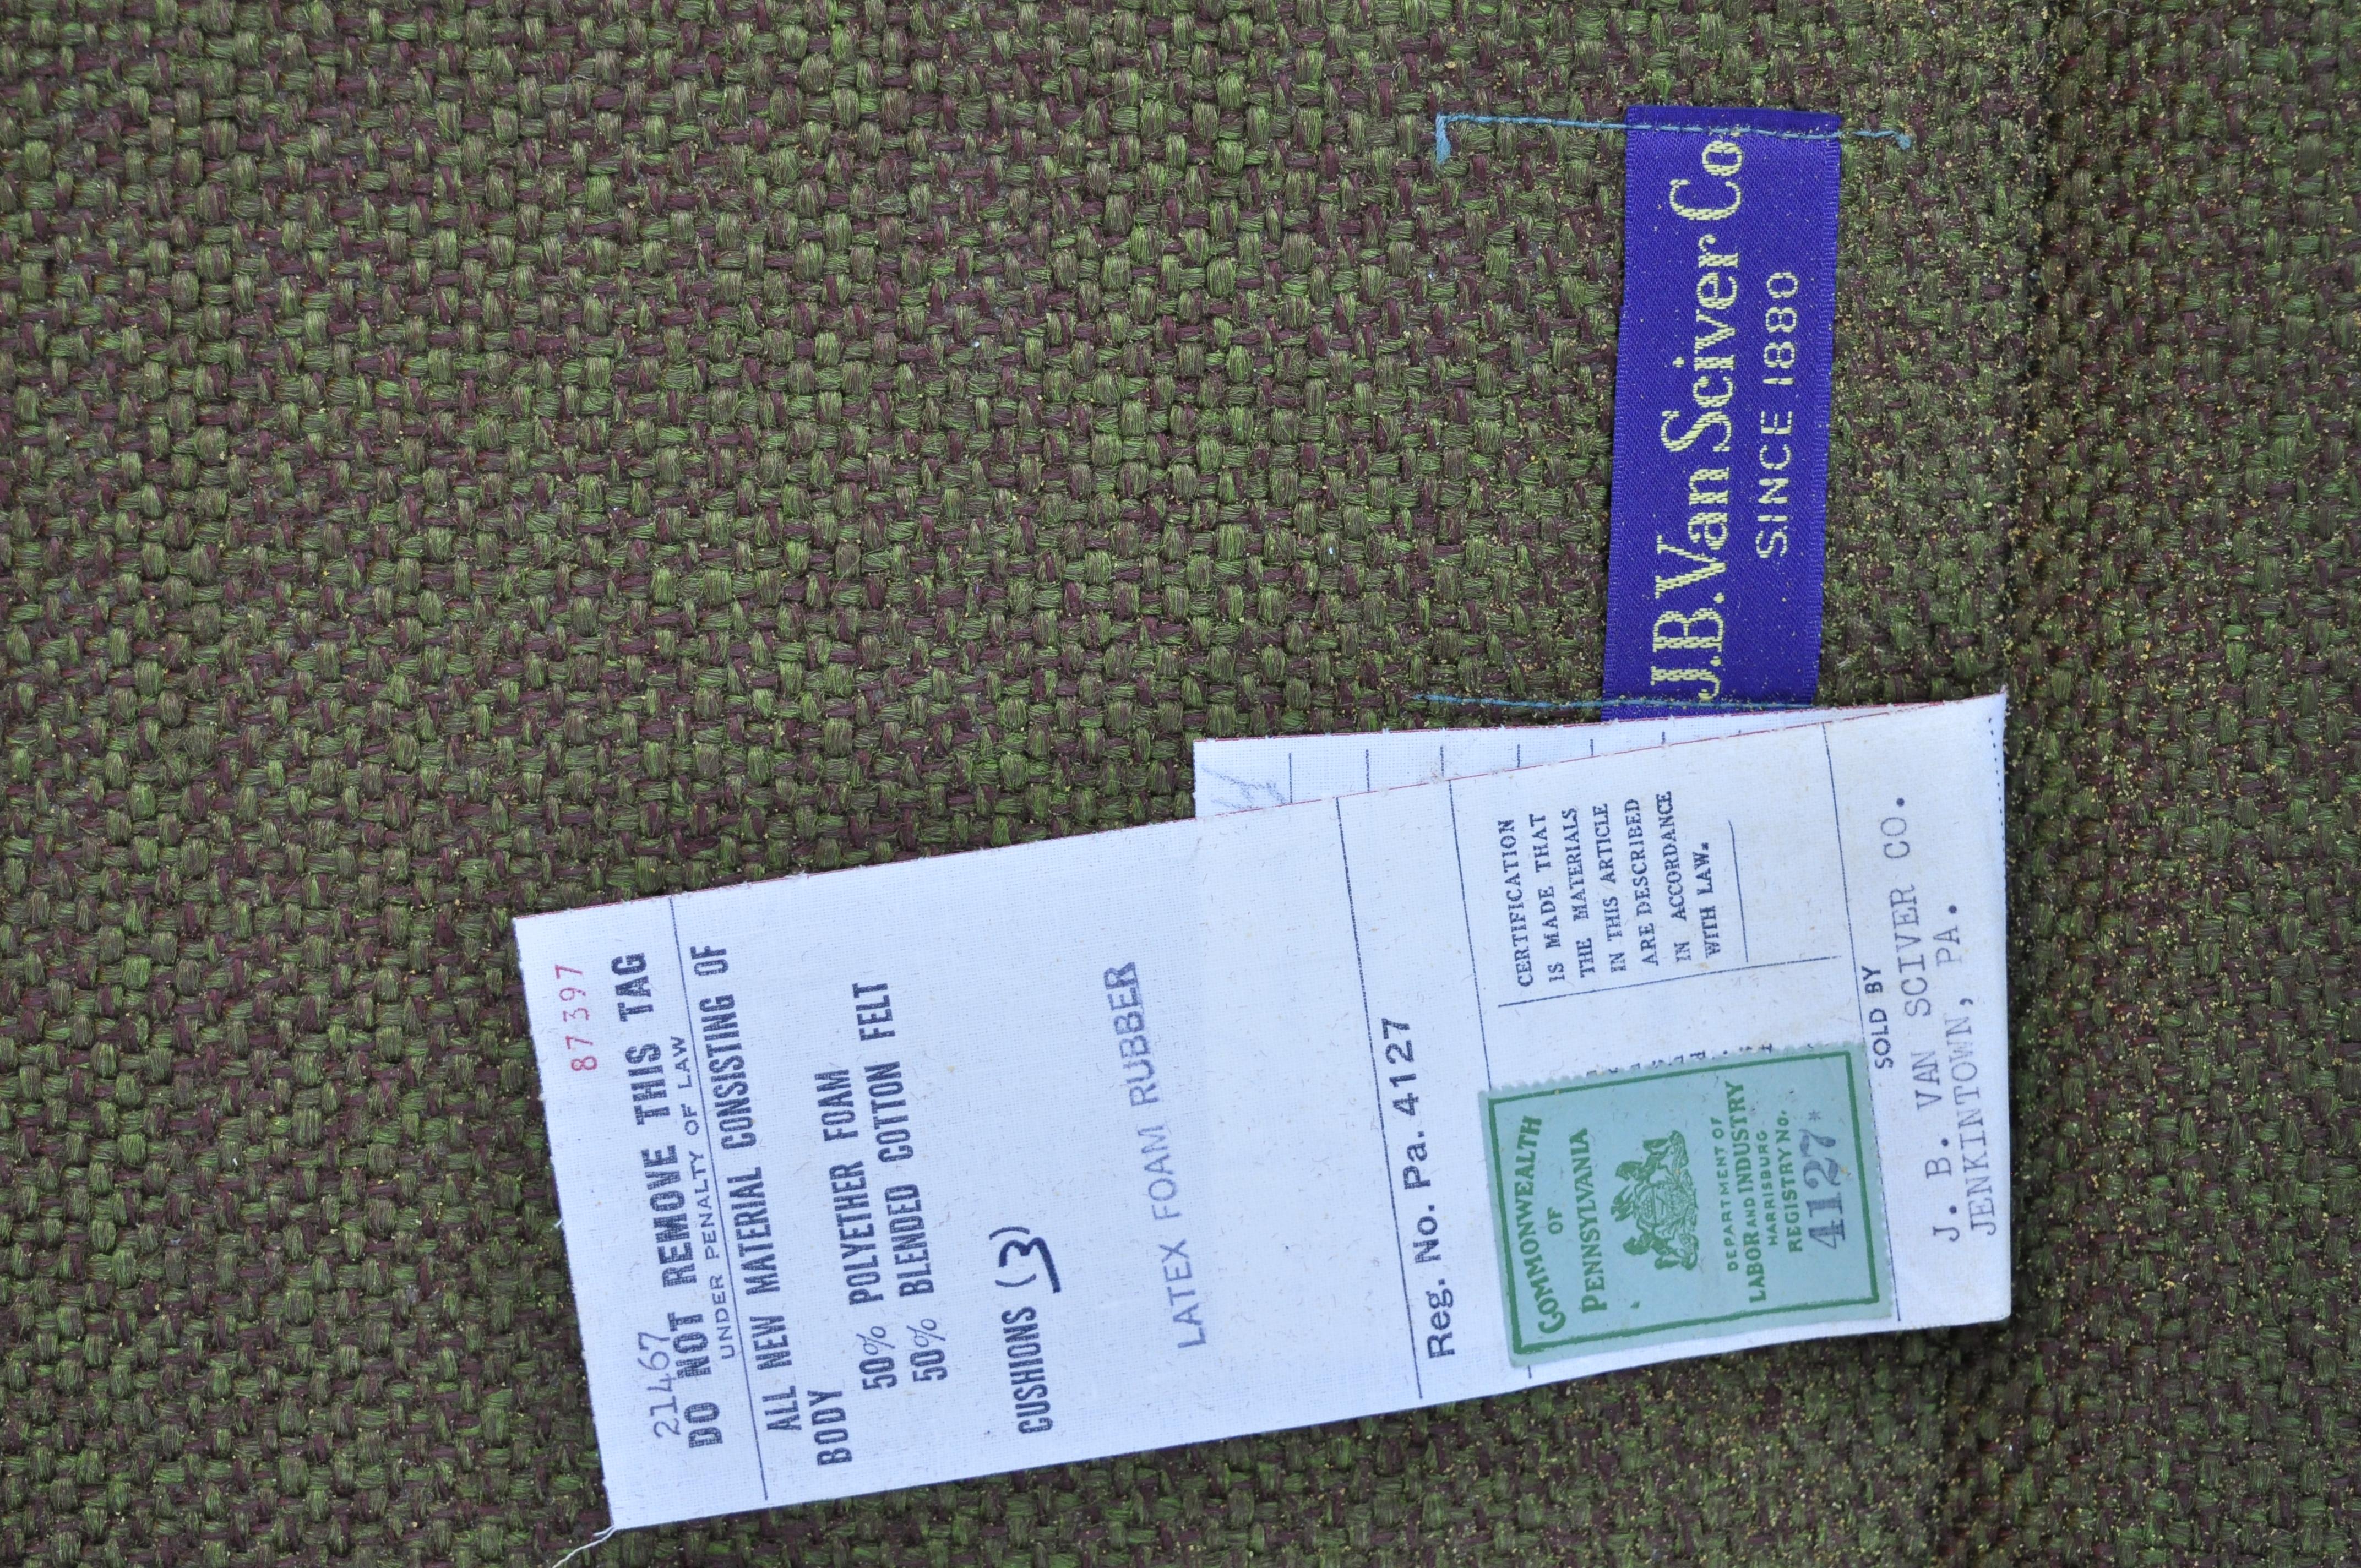 J.B. Van Sciver Co.
SINCE 1880
87397
21467
DO NOT REMOVE THIS TAG
UNDER PENALTY OF LAW
ALL NEW MATERIAL CONSISTING OF
BODY
50% POLYETHER FOAM
50% BLENDED COTTON FELT
CUSHIONS (3)
LATEX FOAM RUBBER
Reg. No. Pa. 4127
COMMONWEALTH
OF
PENNSYLVANIA
DEPARTMENT OF
LABOR AND INDUSTRY
HARRISBURG
REGISTRY No.
4127*
CERTIFICATION
IS MADE THAT
THE MATERIALS
IN THIS ARTICLE
ARE DESCRIBED
IN ACCORDANCE
WITH LAW.
SOLD BY
J. B. VAN SCIVER CO.
JENKINTOWN, PA.